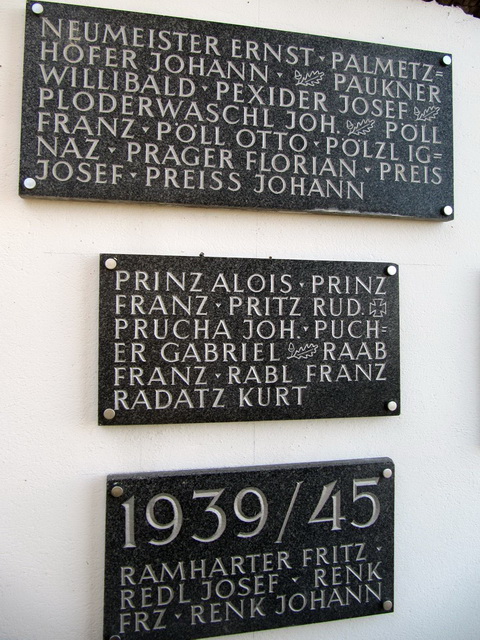 NEUMEISTER ERNST · PALMETZ=
HOFER JOHANN · PAUKNER
WILLIBALD · PEXIDER JOSEF
PLODERWASCHL JOH. PÖLL
FRANZ · PÖLL OTTO · PÖLZL IG=
NAZ · PRAGER FLORIAN · PREIS
JOSEF · PREISS JOHANN
PRINZ ALOIS · PRINZ
FRANZ · PRITZ RUD.
PRUCHA JOH. · PUCH=
ER GABRIEL RAAB
FRANZ · RABL FRANZ
RADATZ KURT
1939/45
RAMHARTER FRITZ ·
REDL JOSEF · RENK
FRZ · RENK JOHANN